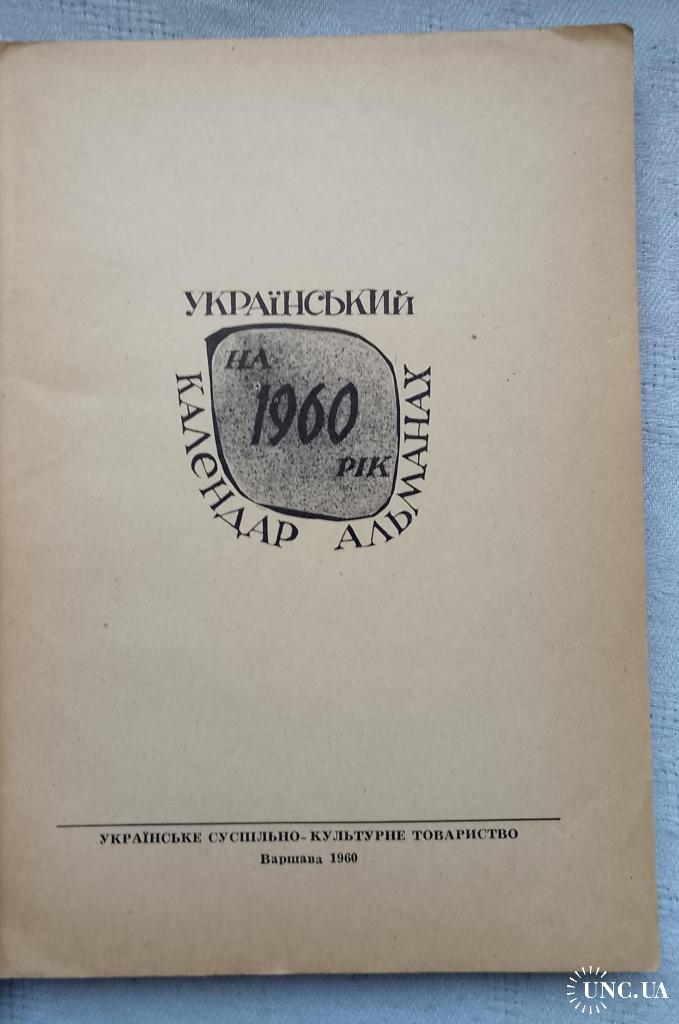 УКРАЇНСЬКИЙ
КАЛЕНДАР АЛЬМАНАХ
НА
1960
РІК
УКРАЇНСЬКЕ СУСПІЛЬНО-КУЛЬТУРНЕ ТОВАРИСТВО
Варшава 1960
UNC.UA